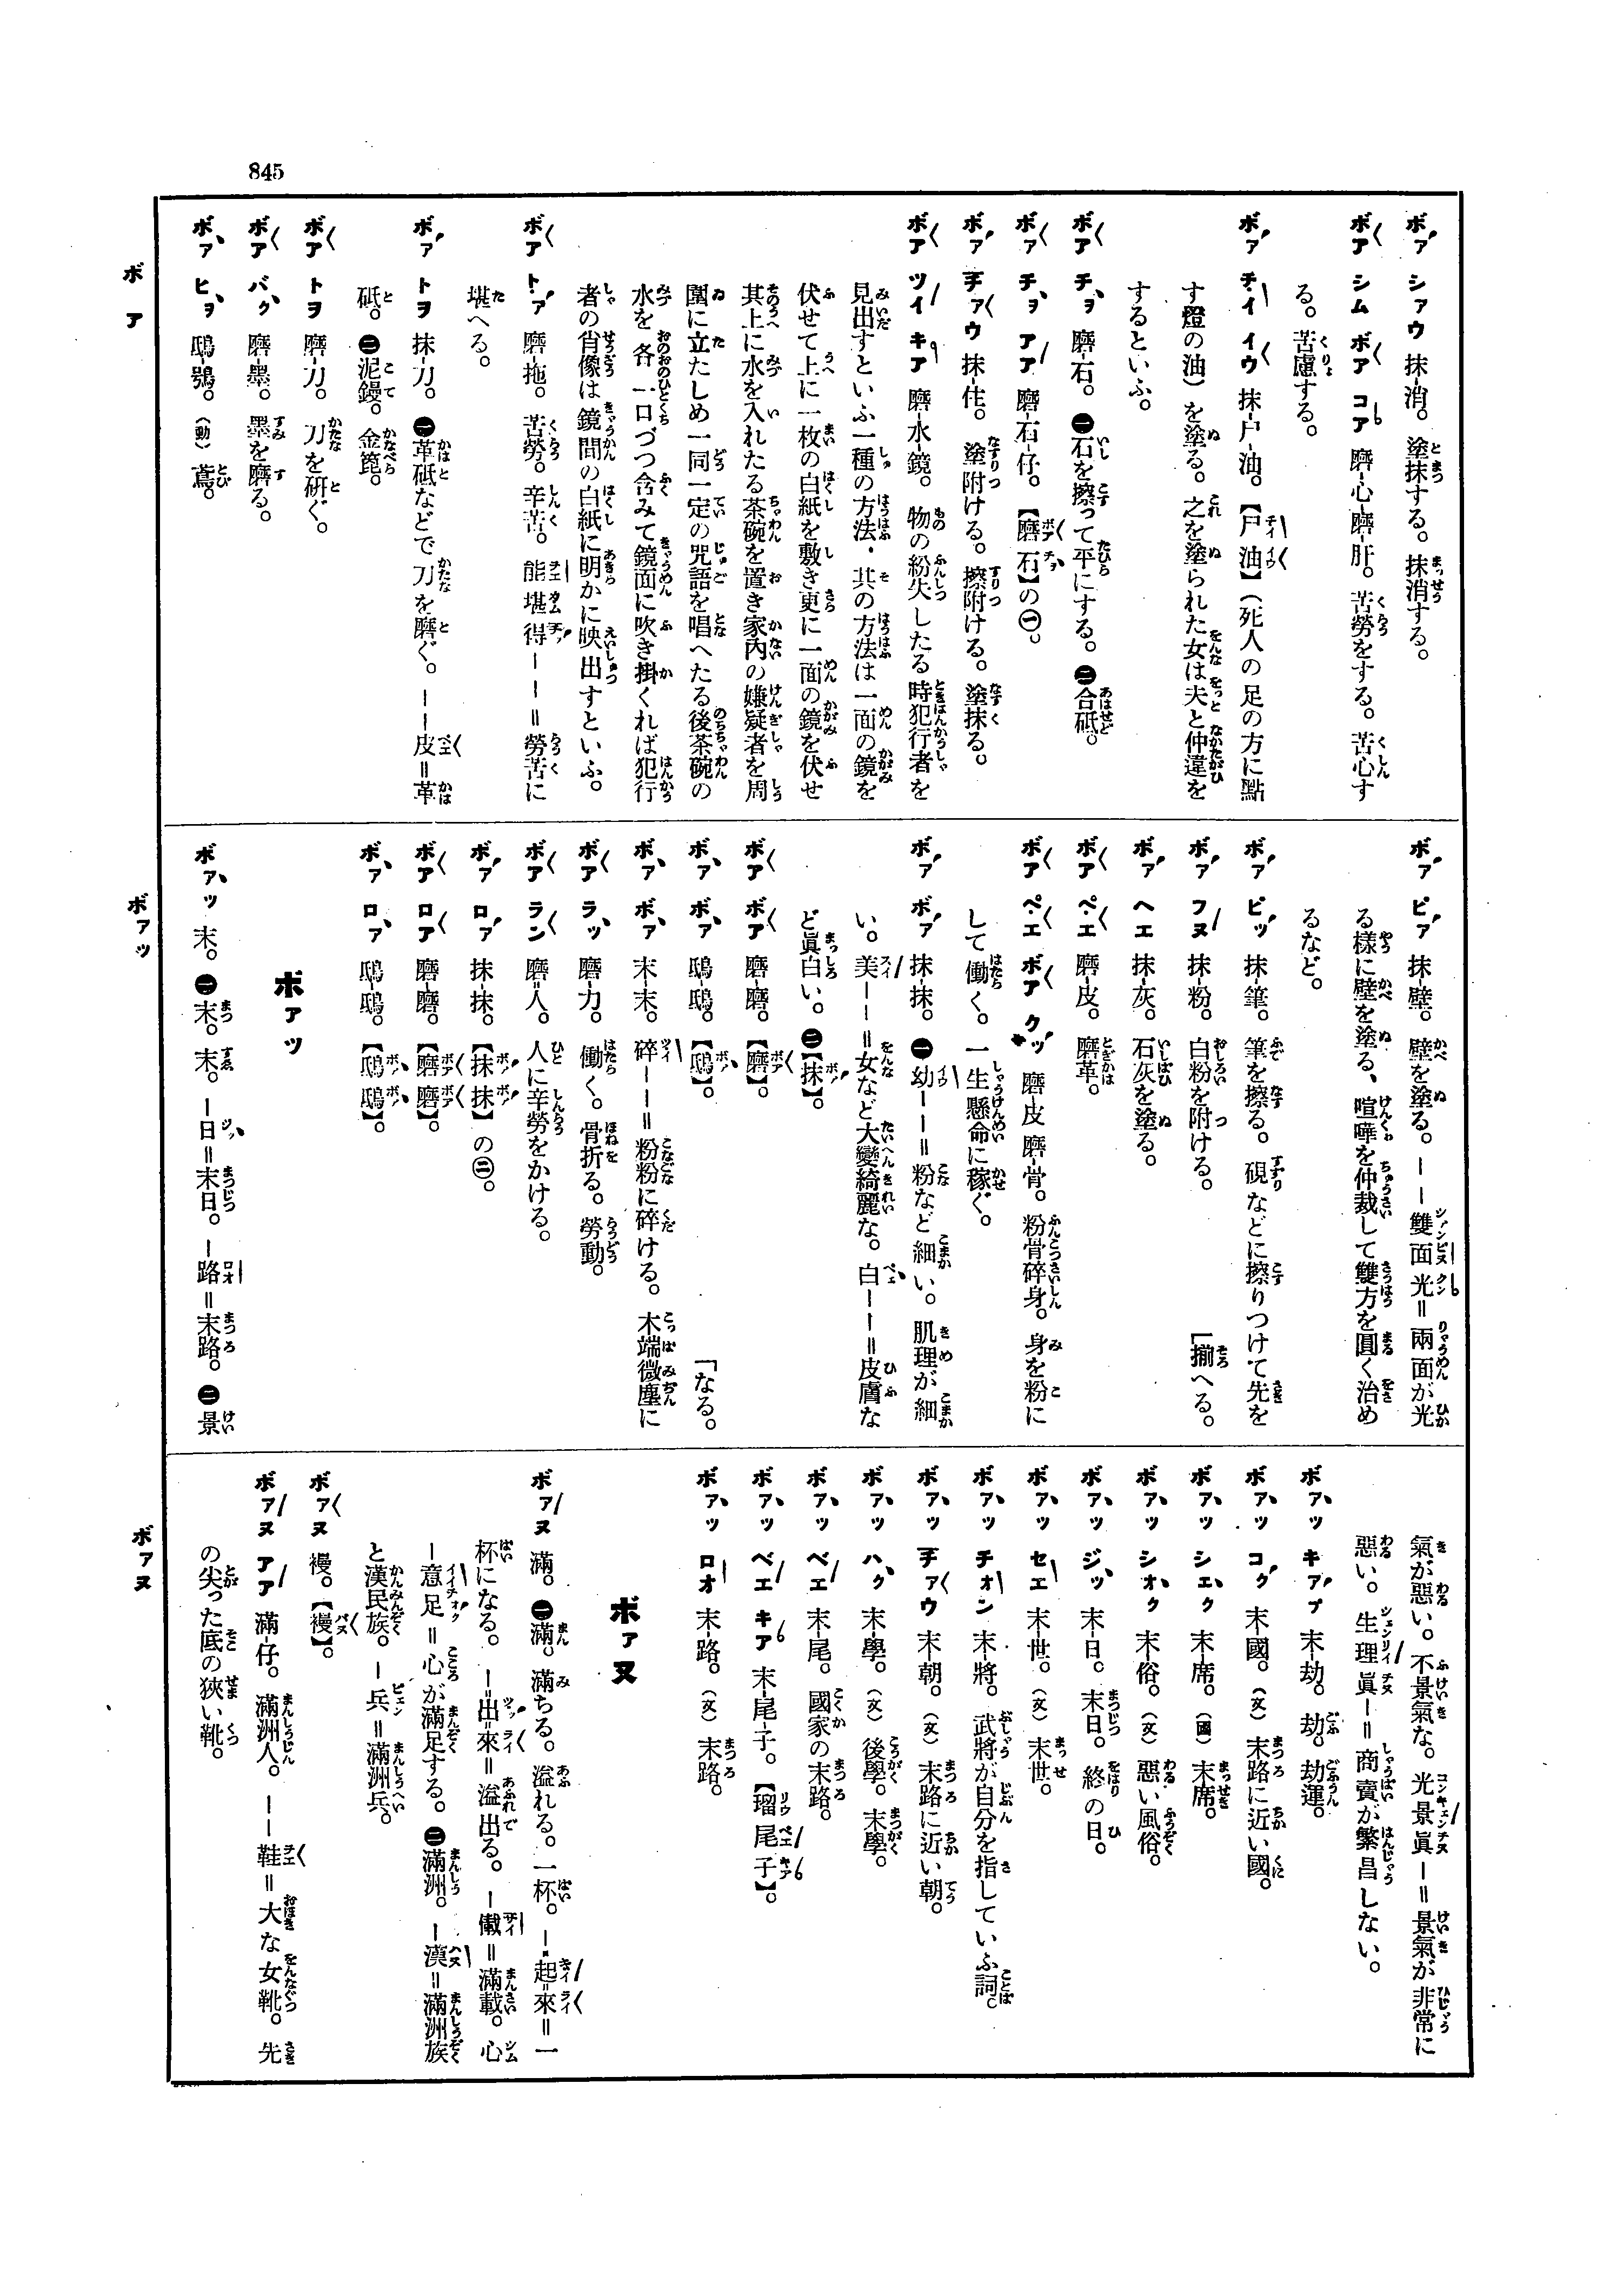 845
ボァ シァウ 抹-消。 塗抹する。 抹消する。
ボア シム ボア コア 磨-心-磨-肝。 苦勞をする。 苦心す
る。 苦慮する。
ボァ チイ イウ 抹-戶-油。 【戶油】(死人の足の方に點
す燈の油)を塗る。 之を塗られた女は夫と仲違を
するといふ。
ボア チヲ 磨-石。 ㊀石を擦って平にする。 ㊁合砥。
ボァ チヲ アア 磨-石-仔。 【磨石】の㊀。
ボァ チァウ 抹-住。 塗附ける。 擦附ける。 塗抹る。
ボア ツイ キア 磨-水-鏡。 物の紛失したる時犯行者を
見出すといふ一種の方法・其の方法は一面の鏡を
伏せて上に一枚の白紙を敷き更に一面の鏡を伏せ
其上に水を入れたる茶碗を置き家內の嫌疑者を周
圍に立たしめ一同一定の咒語を唱へたる後茶碗の
水を各一口づつ含みて鏡面に吹き掛くれば犯行
者の肖像は鏡間の白紙に明かに映出すといふ。
ボア トァ 磨-拖。 苦勞。 辛苦。 能堪得——=勞苦に
堪へる。
ボァ トヲ 抹-刀。 ㊀革砥などで刀を磨ぐ。 ——皮=革
砥。 ㊁泥鏝。 金篦。
ボア トヲ 磨-刀。 刀を硏ぐ。
ボア バク 磨-墨。 墨を磨る。
ボァ ヒヲ 鴟-鴞。 (動) 鳶。
ボァ ピァ 抹-壁。 壁を塗る。 ——雙面光=兩面が光
る樣に壁を塗る、喧嘩を仲裁して雙方を圓く治め
るなど。
ボァ ピッ 抹-筆。 筆を擦る。 硯などに擦りつけて先を
ボァ フヌ 抹-粉。 白粉を附ける。 「揃へる。
ボァ ヘエ 抹-灰。 石灰を塗る。
ボア ペエ 磨-皮。 磨革。
ボア ペエ ボア クッ 磨-皮 磨-骨。 粉骨碎身。 身を粉に
して働く。 一生懸命に稼ぐ。
ボァ ボァ 抹-抹。 ㊀幼——=粉など細い。 肌理が細
い。 美——=女など大變綺麗な。 白——=皮膚な
ど眞白い。 ㊁【抹】。
ボア ボア 磨-磨。 【磨】。
ボァ ボァ 鴟-鴟。 【鴟】。 「なる。
ボァ ボァ 末-末。 碎——=粉粉に碎ける。 木端微塵に
ボア ラッ 磨-力。 働く。 骨折る。 勞動。
ボア ラン 磨=人。 人に辛勞をかける。
ボァ ロァ 抹-抹。 【抹抹】の㊁。
ボア ロア 磨-磨。 【磨磨】。
ボァ ロァ 鴟-鴟。 【鴟鴟】。
ボァッ
ボァッ 末。 ㊀末。 末。 —日=末日。 —路=末路。 ㊁景
氣が惡い。 不景氣な。 光景眞—=景氣が非常に
惡い。 生理眞—=商賣が繁昌しない。
ボァッ キァプ 末-劫。 劫。 劫運。
ボァッ コク 末-國。 (文) 末路に近い國。
ボァッ シエク 末-席。 (國) 末席。
ボァッ シオク 末-俗。 (文) 惡い風俗。
ボァッ ジッ 末-日。 末日。 終の日。
ボァッ セエ 末-世。 (文) 末世。
ボァッ チオン 末-將。 武將が自分を指していふ詞。
ボァッ チァウ 末-朝。 (文) 末路に近い朝。
ボァッ ハク 末-學。 (文) 後學。 末學。
ボァッ ベエ 末-尾。 國家の末路。
ボァッ ベエ キア 末-尾-子。 【瑠尾子】。
ボァッ ロオ 末-路。 (文) 末路。
ボァヌ
ボァヌ 滿。 ㊀滿。 滿ちる。 溢れる。 一杯。 —起=來=一
杯になる。 —=出=來=溢出る。 —儎=滿載。 心
—意足=心が滿足する。 ㊁滿洲。 —漢=滿洲族
と漢民族。 —兵=滿洲兵。
ボァヌ 幔。 【幔】。
ボァヌ アア 滿-仔。 滿洲人。 ——鞋=大な女靴。 先
の尖った底の狹い靴。
ボア
ボァッ
ボァヌ